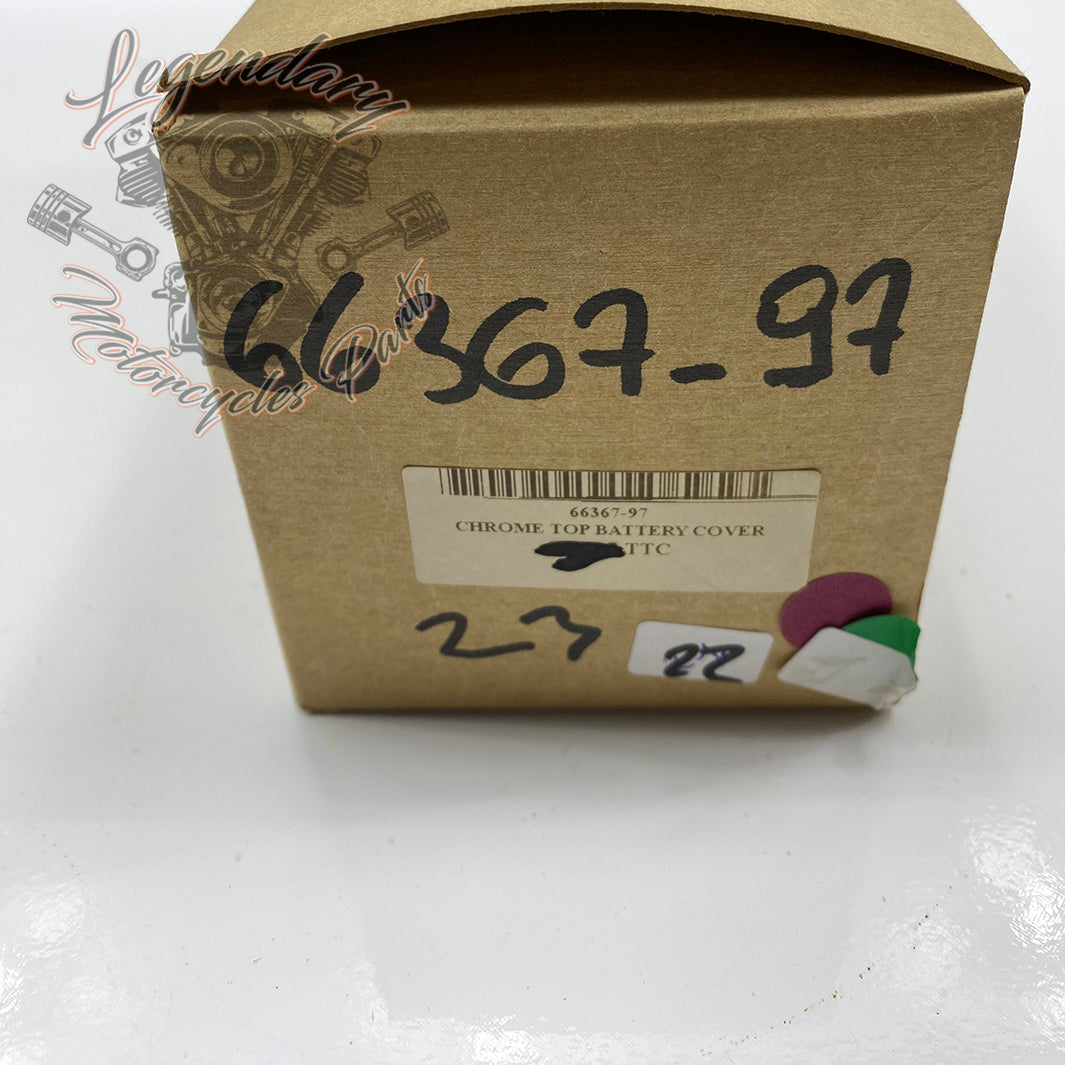 Legendary
Motorcycles Parts
66367-97
66367-97
CHROME TOP BATTERY COVER
TTC
23
22